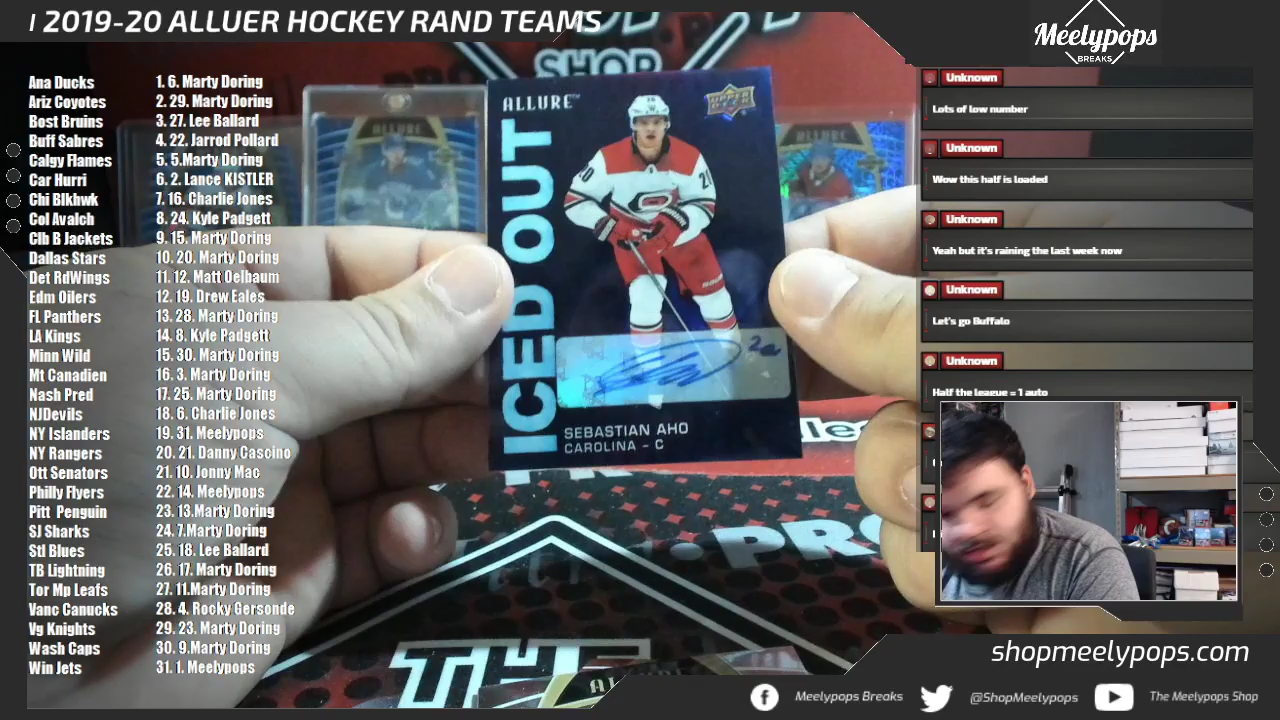 2019-20 ALLUER HOCKEY RAND TEAMS
Meelypops
BREAKS
Ana Ducks 1. 6. Marty Doring
Ariz Coyotes 2. 29. Marty Doring
Bost Bruins 3. 27. Lee Ballard
Buff Sabres 4. 22. Jarrod Pollard
Calgy Flames 5. 5.Marty Doring
Car Hurri 6. 2. Lance KISTLER
Chi Blkhwk 7. 16. Charlie Jones
Col Avalch 8. 24. Kyle Padgett
Clb B Jackets 9. 15. Marty Doring
Dallas Stars 10. 20. Marty Doring
Det RdWings 11. 12. Matt Oelbaum
Edm Oilers 12. 19. Drew Eales
FL Panthers 13. 28. Marty Doring
LA Kings 14. 8. Kyle Padgett
Minn Wild 15. 30. Marty Doring
Mt Canadien 16. 3. Marty Doring
Nash Pred 17. 25. Marty Doring
NJDevils 18. 6. Charlie Jones
NY Islanders 19. 31. Meelypops
NY Rangers 20. 21. Danny Cascino
Ott Senators 21. 10. Jonny Mac
Philly Flyers 22. 14. Meelypops
Pitt Penguin 23. 13.Marty Doring
SJ Sharks 24. 7.Marty Doring
Stl Blues 25. 18. Lee Ballard
TB Lightning 26. 17. Marty Doring
Tor Mp Leafs 27. 11.Marty Doring
Vanc Canucks 28. 4. Rocky Gersonde
Vg Knights 29. 23. Marty Doring
Wash Caps 30. 9.Marty Doring
Win Jets 31. 1. Meelypops
SHOP
ALLURE
UPPER DECK
ICED OUT
20
20
SEBASTIAN AHO
CAROLINA - C
ALLURE
ALLURE
THE
Unknown
Lots of low number
Unknown
Wow this half is loaded
Unknown
Yeah but it's raining the last week now
Unknown
Let's go Buffalo
Unknown
Half the league = 1 auto
shopmeelypops.com
Meelypops Breaks
@ShopMeelypops
The Meelypops Shop